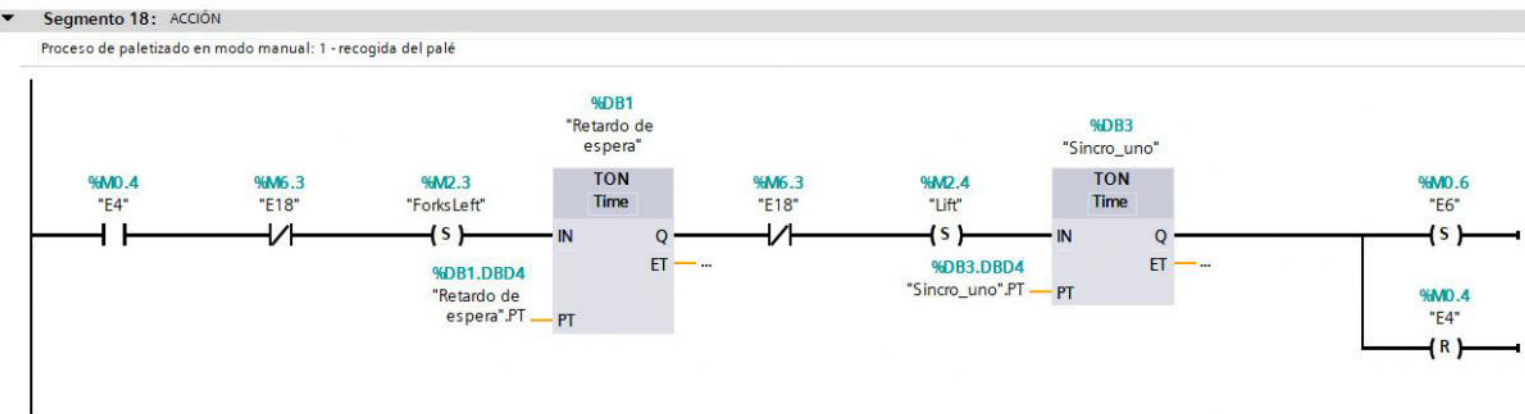 Segmento 18: ACCIÓN
Proceso de paletizado en modo manual: 1 - recogida del palé
%DB1
"Retardo de
espera"
%DB3
"Sincro_uno"
%M0.4
"E4"
%M6.3
"E18"
%M2.3
"ForksLeft"
S
TON
Time
IN
Q
ET
...
PT
%DB1.DBD4
"Retardo de
espera".PT
%M6.3
"E18"
%M2.4
"Lift"
S
TON
Time
IN
Q
ET
...
PT
%DB3.DBD4
"Sincro_uno".PT
%M0.6
"E6"
S
%M0.4
"E4"
R